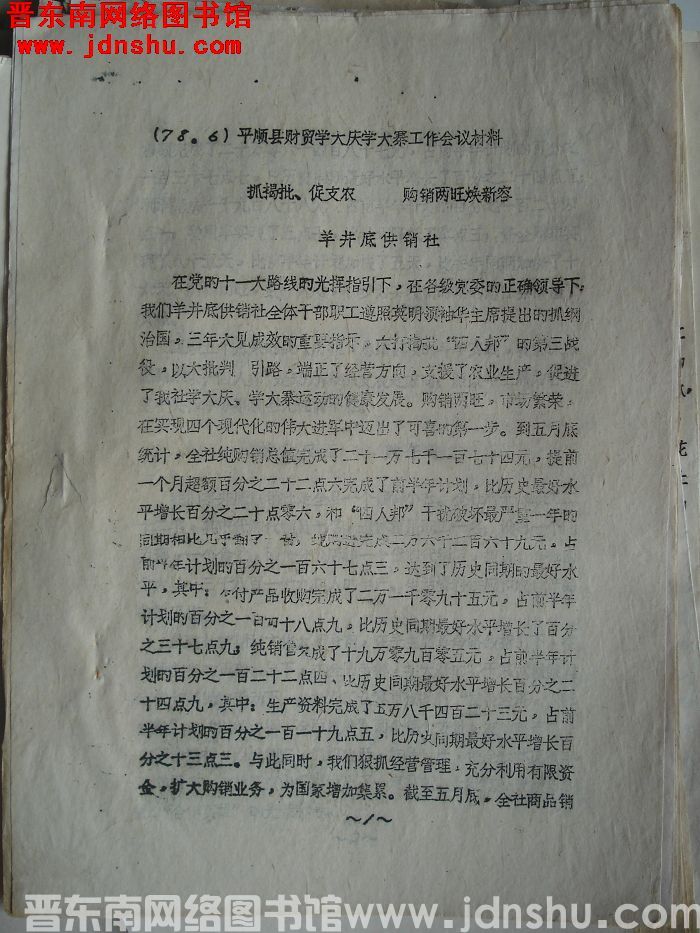 晋东南网络图书馆
www.jdnshu.com
（78。6）平顺县财贸学大庆学大寨工作会议材料
抓揭批、促支农　　购销两旺焕新容
羊井底供销社
在党的十一大路线的光挥指引下，在各级党委的正确领导下，
我们羊井底供销社全体干部职工遵照英明领袖华主席提出的抓纲
治国，三年大见成效的重要指示，大打揭批“四人邦”的第三战
役，以大批判 引路，端正了经营方向，支援了农业生产，促进
了我社学大庆、学大寨运动的健康发展。购销两旺，市场繁荣，
在实现四个现代化的伟大进军中迈出了可喜的第一步。到五月底
统计，全社纯购销总值完成了二十一万七千一百七十四元，提前
一个月超额百分之二十二点六完成了前半年计划，比历史最好水
平增长百分之二十点零六，和“四人邦”干扰破坏最严重一年的
同期相比几乎翻了一 纯购进完成二万六千二百六十九元。占
前半年计划的百分之一百六十七点三，达到了历史同期的最好水
平，其中： 付产品收购完成了二万一千零九十五元，占前半年
计划的百分之一百四十八点九，比历史同期最好水平增长了百分
之三十七点九；纯销售完成了十九万零九百零五元，占前半年计
划的百分之一百二十二点四、比历史同期最好水平增长百分之二
十四点九，其中：生产资料完成了五万八千四百二十三元，占前
半年计划的百分之一百一十九点五，比历史同期最好水平增长百
分之十三点三。与此同时，我们狠抓经营管理，充分利用有限资
金，扩大购销业务，为国家增加集累。截至五月底，全社商品销
～1～
晋东南网络图书馆www.jdnshu.com